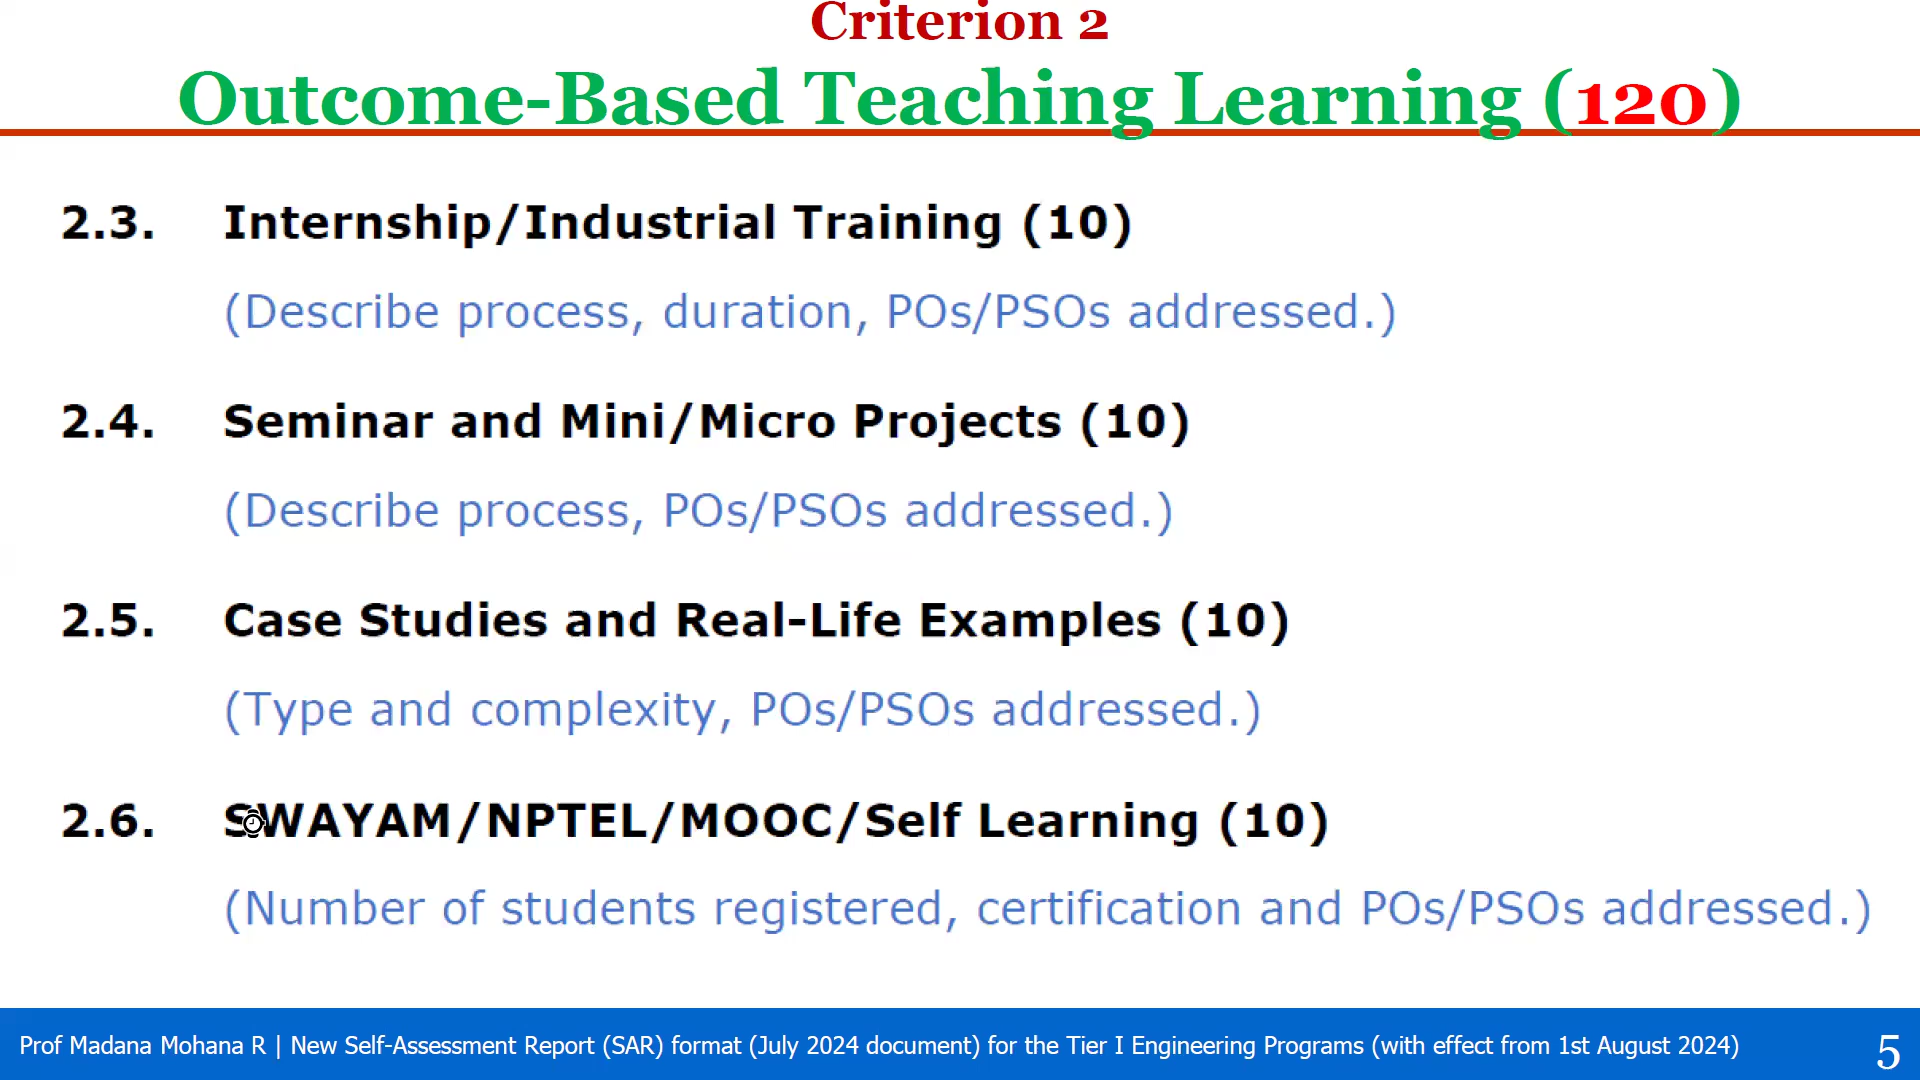 Criterion 2
Outcome-Based Teaching Learning (120)
2.3. Internship/Industrial Training (10)
(Describe process, duration, POs/PSOs addressed.)
2.4. Seminar and Mini/Micro Projects (10)
(Describe process, POs/PSOs addressed.)
2.5. Case Studies and Real-Life Examples (10)
(Type and complexity, POs/PSOs addressed.)
2.6. SWAYAM/NPTEL/MOOC/Self Learning (10)
(Number of students registered, certification and POs/PSOs addressed.)
Prof Madana Mohana R | New Self-Assessment Report (SAR) format (July 2024 document) for the Tier I Engineering Programs (with effect from 1st August 2024) 5